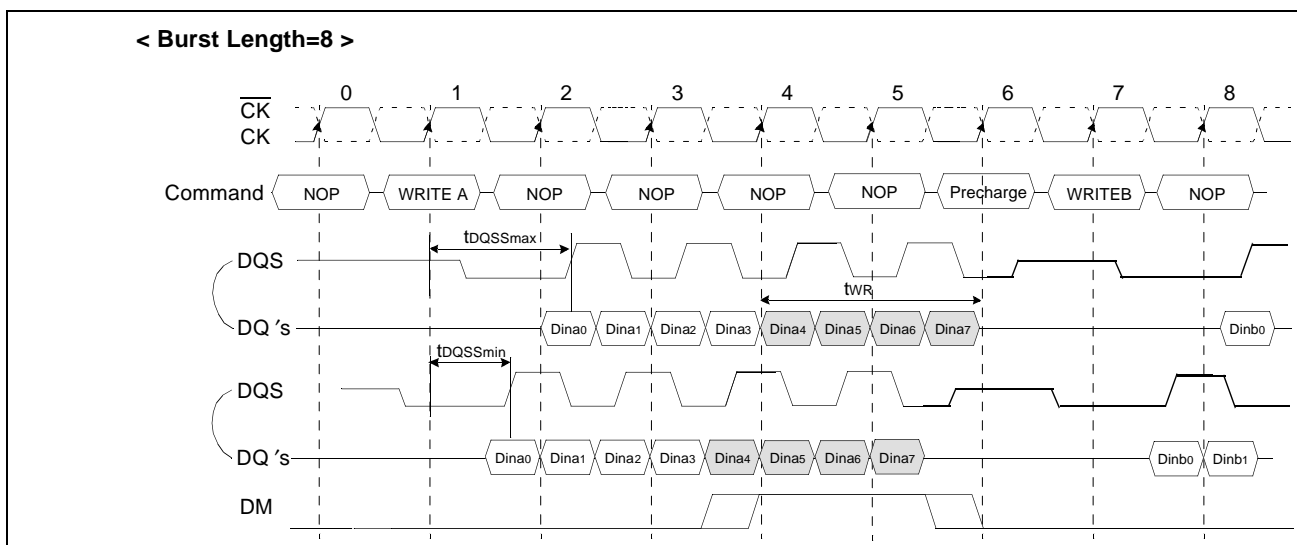 < Burst Length=8 >
0 1 2 3 4 5 6 7 8
CK
CK
Command NOP WRITE A NOP NOP NOP NOP Precharge WRITEB NOP
tDQSSmax
DQS
tWR
DQ 's Dina0 Dina1 Dina2 Dina3 Dina4 Dina5 Dina6 Dina7 Dinb0
tDQSSmin
DQS
DQ 's Dina0 Dina1 Dina2 Dina3 Dina4 Dina5 Dina6 Dina7 Dinb0 Dinb1
DM